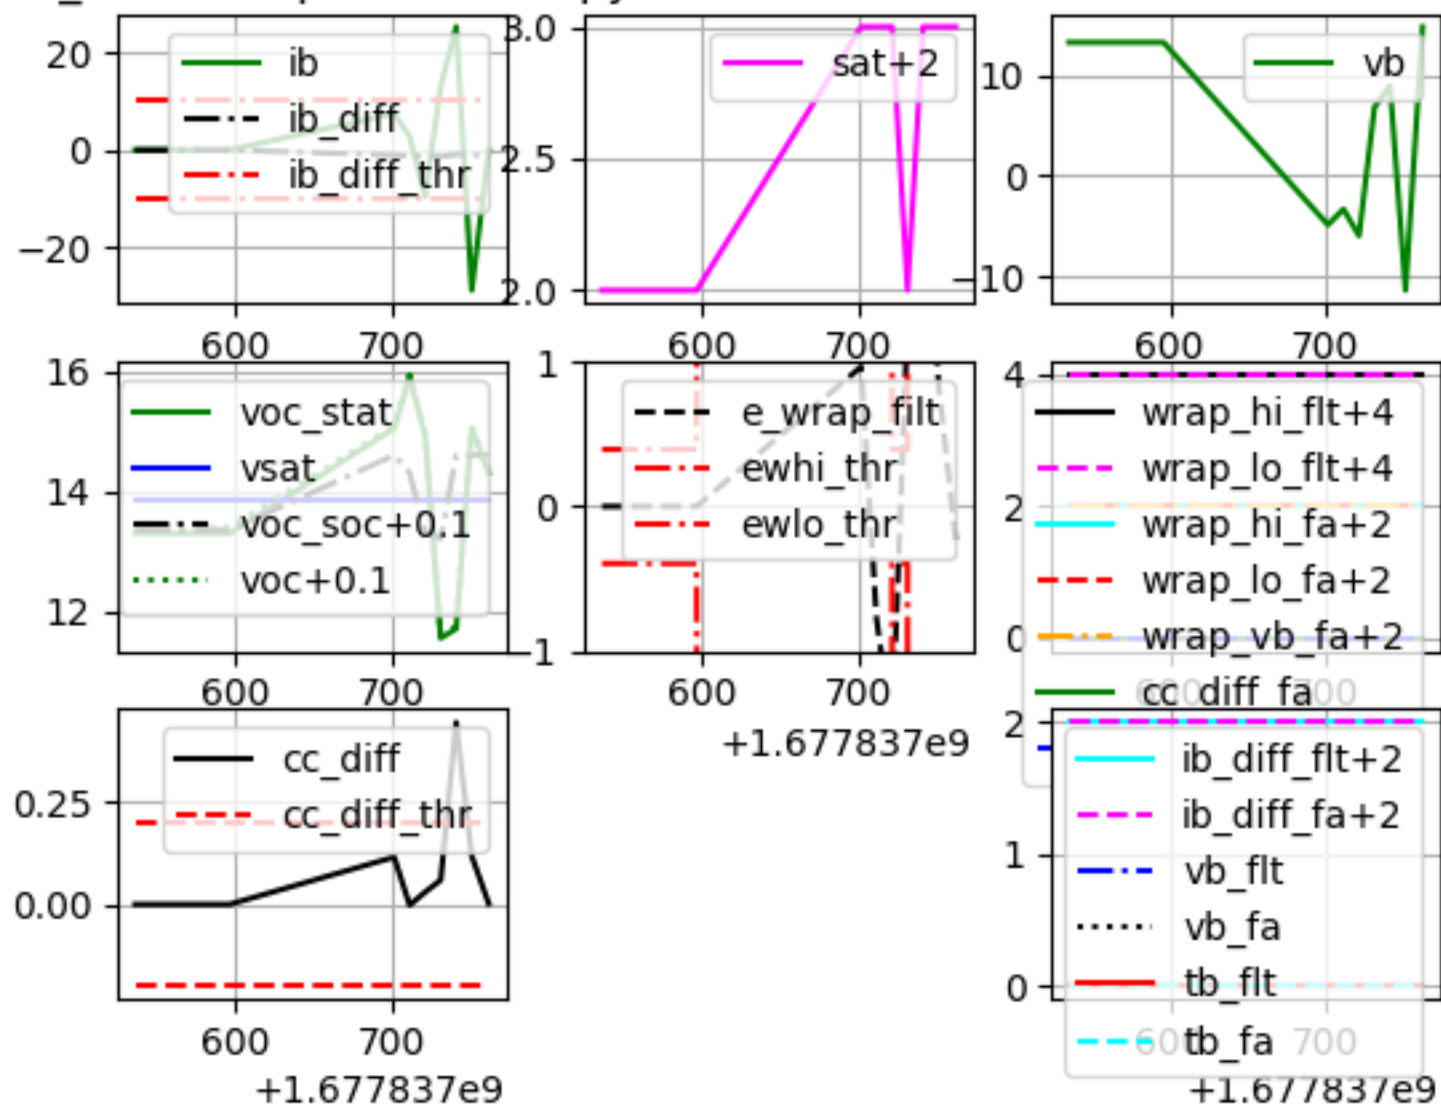 20
0
−20
ib
ib_diff
ib_diff_thr
600
700
3.0
2.5
2.0
sat+2
600
700
10
0
−10
vb
600
700
16
14
12
voc_stat
vsat
voc_soc+0.1
voc+0.1
600
700
1
0
−1
e_wrap_filt
ewhi_thr
ewlo_thr
600
700
+1.677837e9
4
2
0
wrap_hi_flt+4
wrap_lo_flt+4
wrap_hi_fa+2
wrap_lo_fa+2
wrap_vb_fa+2
cc_diff_fa
600
700
0.25
0.00
cc_diff
cc_diff_thr
600
700
+1.677837e9
2
1
0
ib_diff_flt+2
ib_diff_fa+2
vb_flt
vb_fa
tb_flt
tb_fa
600
700
+1.677837e9